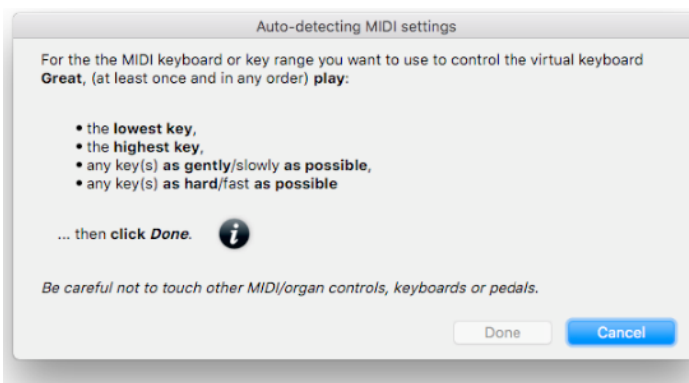 Auto-detecting MIDI settings
For the the MIDI keyboard or key range you want to use to control the virtual keyboard
Great, (at least once and in any order) play:
• the lowest key,
• the highest key,
• any key(s) as gently/slowly as possible,
• any key(s) as hard/fast as possible
... then click Done. i
Be careful not to touch other MIDI/organ controls, keyboards or pedals.
Done Cancel